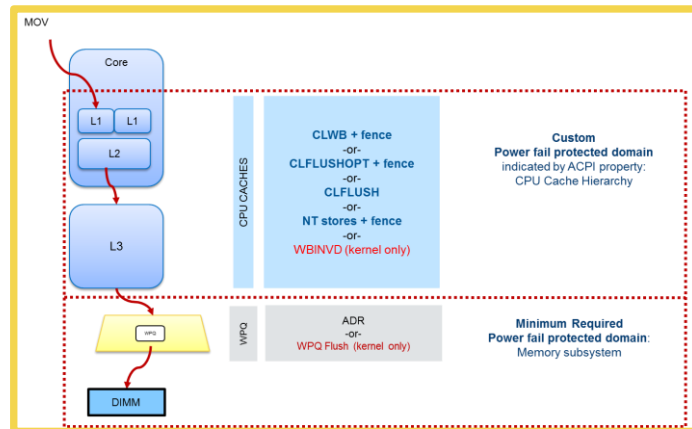 MOV
Core
L1
L1
L2
L3
CPU CACHES
CLWB + fence
-or-
CLFLUSHOPT + fence
-or-
CLFLUSH
-or-
NT stores + fence
-or-
WBINVD (kernel only)
Custom
Power fail protected domain
indicated by ACPI property:
CPU Cache Hierarchy
WPQ
WPQ
ADR
-or-
WPQ Flush (kernel only)
Minimum Required
Power fail protected domain:
Memory subsystem
DIMM